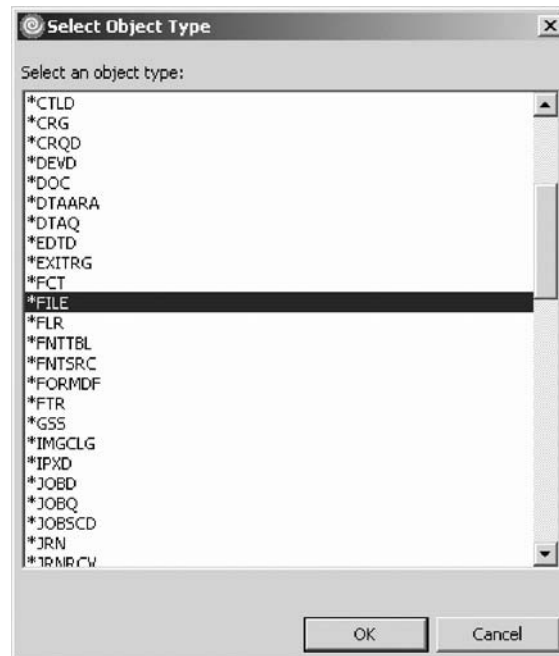 Select Object Type
Select an object type:
*CTLD
*CRG
*CRQD
*DEVD
*DOC
*DTAARA
*DTAQ
*EDTD
*EXITRG
*FCT
*FILE
*FLR
*FNTTBL
*FNTSRC
*FORMDF
*FTR
*GSS
*IMGCLG
*IPXD
*JOBD
*JOBQ
*JOBSCD
*JRN
*JRNRCV
OK Cancel